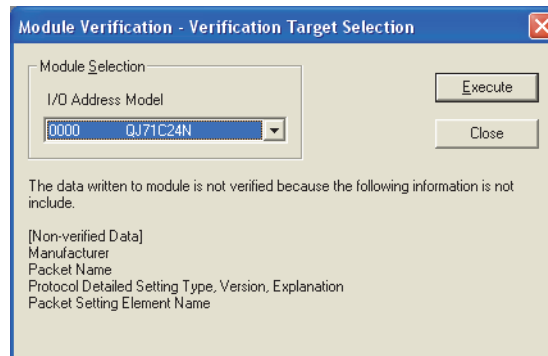 Module Verification - Verification Target Selection
Module Selection
I/O Address Model
0000 QJ71C24N
Execute
Close
The data written to module is not verified because the following information is not
include.
[Non-verified Data]
Manufacturer
Packet Name
Protocol Detailed Setting Type, Version, Explanation
Packet Setting Element Name